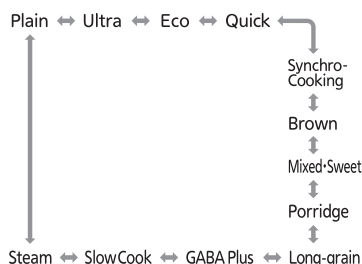 Plain Ultra Eco Quick
Synchro-
Cooking
Brown
Mixed•Sweet
Porridge
Steam SlowCook GABA Plus Long-grain